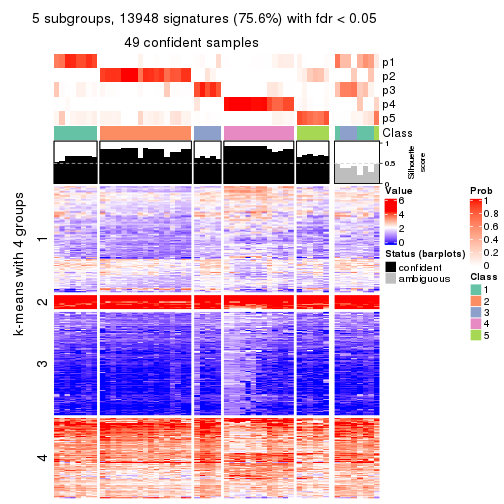 5 subgroups, 13948 signatures (75.6%) with fdr < 0.05
49 confident samples
p1
p2
p3
p4
p5
Class
1
0.5
0
Silhouette
score
k-means with 4 groups
1
2
3
4
Value
6
4
2
0
Status (barplots)
confident
ambiguous
Prob
1
0.8
0.6
0.4
0.2
0
Class
1
2
3
4
5